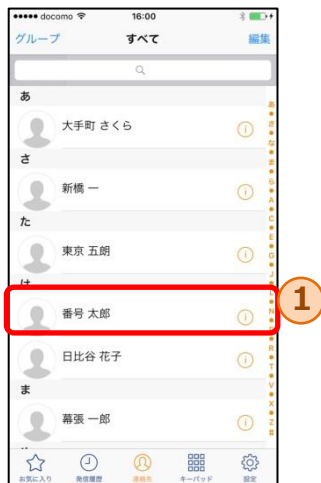 docomo 16:00
グループ すべて 編集
あ
大手町 さくら
さ
新橋 一
た
東京 五朗
は
番号 太郎
1
日比谷 花子
ま
幕張 一郎
お気に入り 発信履歴 連絡先 キーパッド 設定